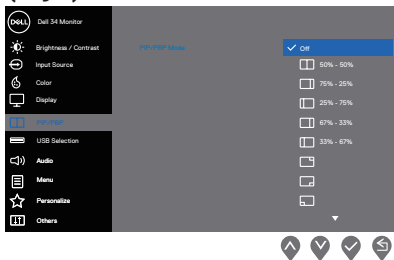 DELL
Dell 34 Monitor
Brightness / Contrast
PIP/PBP Mode
Off
Input Source
50% - 50%
Color
75% - 25%
Display
25% - 75%
PIP/PBP
67% - 33%
USB Selection
33% - 67%
Audio
Menu
Personalize
Others